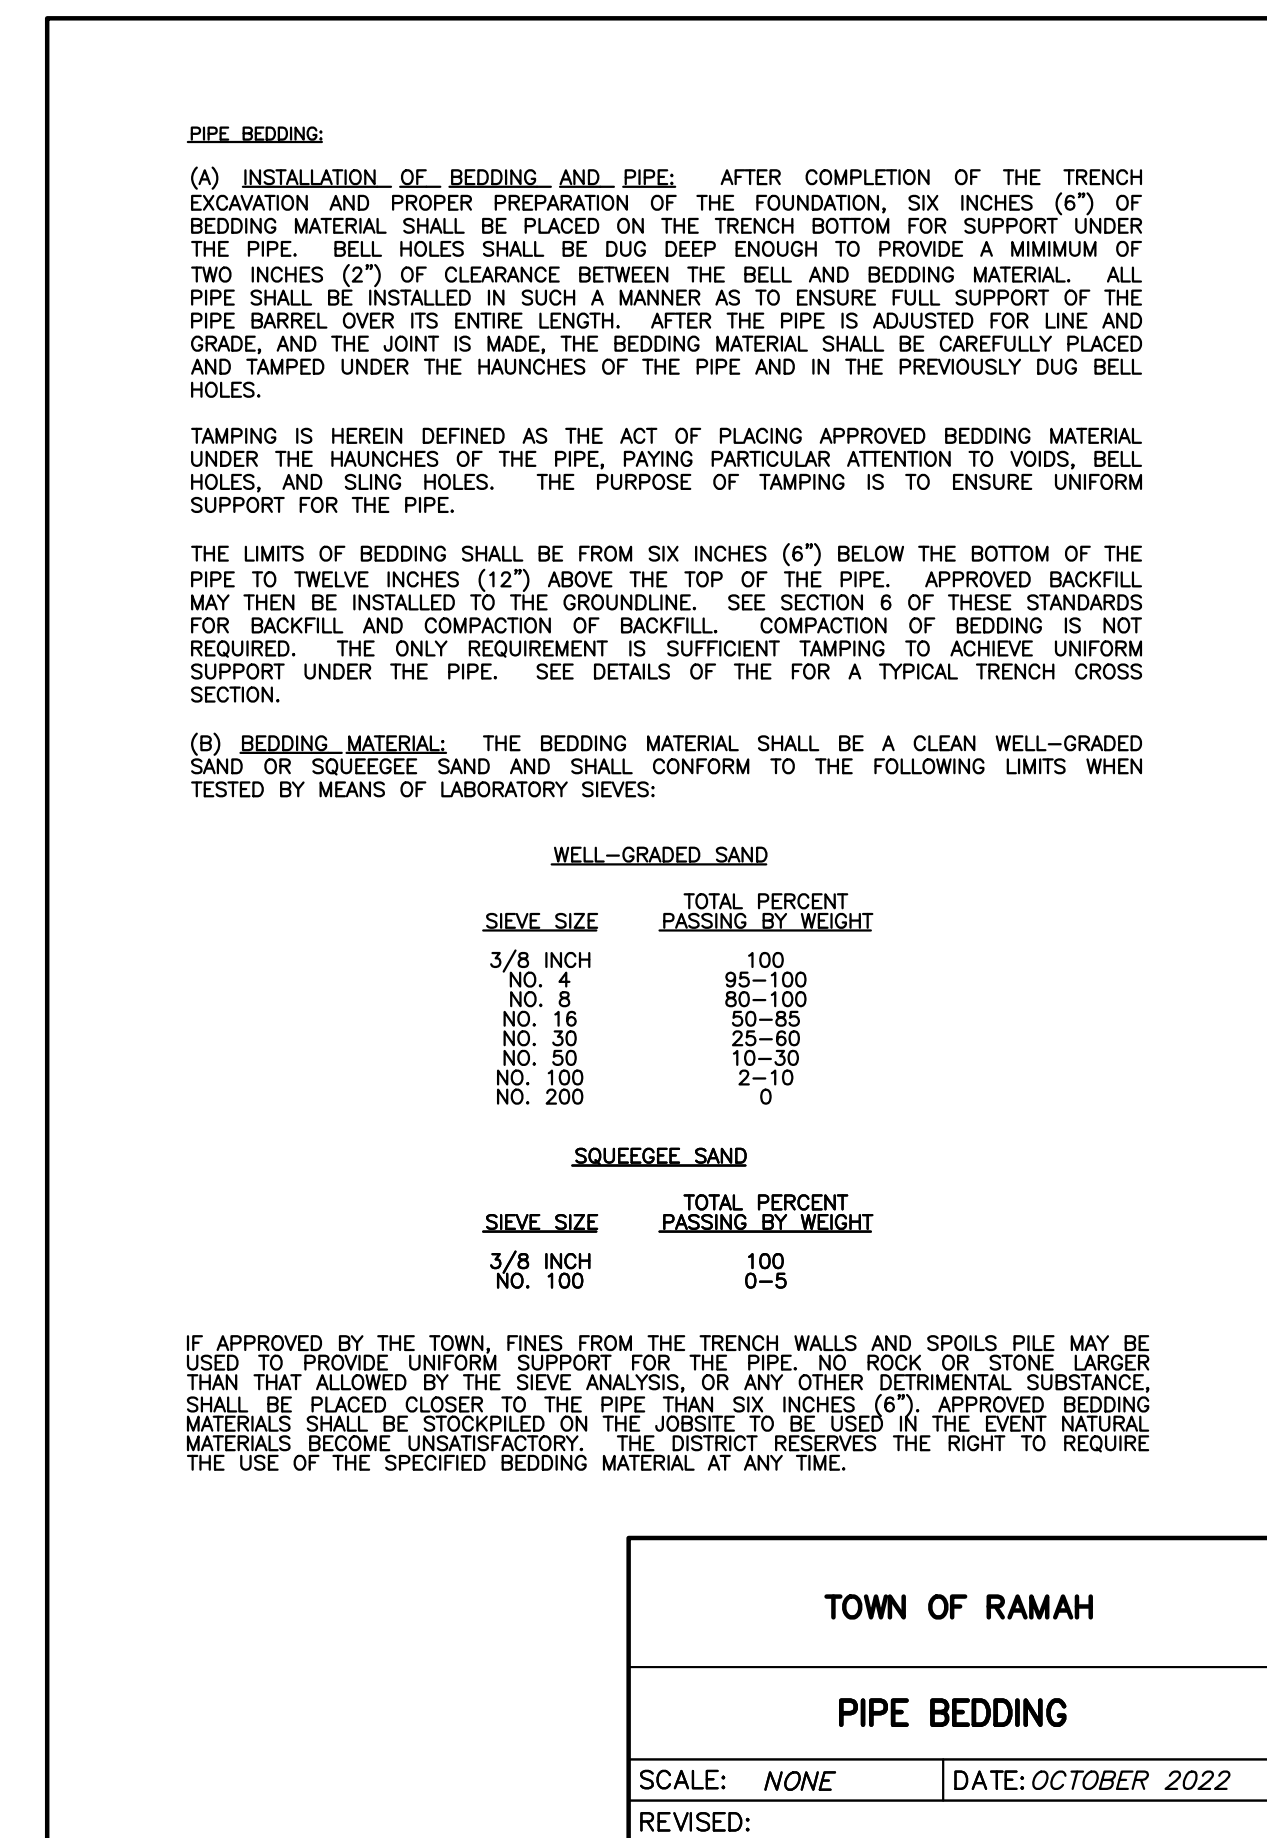 PIPE BEDDING:
(A) INSTALLATION OF BEDDING AND PIPE: AFTER COMPLETION OF THE TRENCH
EXCAVATION AND PROPER PREPARATION OF THE FOUNDATION, SIX INCHES (6") OF
BEDDING MATERIAL SHALL BE PLACED ON THE TRENCH BOTTOM FOR SUPPORT UNDER
THE PIPE. BELL HOLES SHALL BE DUG DEEP ENOUGH TO PROVIDE A MIMIMUM OF
TWO INCHES (2") OF CLEARANCE BETWEEN THE BELL AND BEDDING MATERIAL. ALL
PIPE SHALL BE INSTALLED IN SUCH A MANNER AS TO ENSURE FULL SUPPORT OF THE
PIPE BARREL OVER ITS ENTIRE LENGTH. AFTER THE PIPE IS ADJUSTED FOR LINE AND
GRADE, AND THE JOINT IS MADE, THE BEDDING MATERIAL SHALL BE CAREFULLY PLACED
AND TAMPED UNDER THE HAUNCHES OF THE PIPE AND IN THE PREVIOUSLY DUG BELL
HOLES.
TAMPING IS HEREIN DEFINED AS THE ACT OF PLACING APPROVED BEDDING MATERIAL
UNDER THE HAUNCHES OF THE PIPE, PAYING PARTICULAR ATTENTION TO VOIDS, BELL
HOLES, AND SLING HOLES. THE PURPOSE OF TAMPING IS TO ENSURE UNIFORM
SUPPORT FOR THE PIPE.
THE LIMITS OF BEDDING SHALL BE FROM SIX INCHES (6") BELOW THE BOTTOM OF THE
PIPE TO TWELVE INCHES (12") ABOVE THE TOP OF THE PIPE. APPROVED BACKFILL
MAY THEN BE INSTALLED TO THE GROUNDLINE. SEE SECTION 6 OF THESE STANDARDS
FOR BACKFILL AND COMPACTION OF BACKFILL. COMPACTION OF BEDDING IS NOT
REQUIRED. THE ONLY REQUIREMENT IS SUFFICIENT TAMPING TO ACHIEVE UNIFORM
SUPPORT UNDER THE PIPE. SEE DETAILS OF THE FOR A TYPICAL TRENCH CROSS
SECTION.
(B) BEDDING MATERIAL: THE BEDDING MATERIAL SHALL BE A CLEAN WELL-GRADED
SAND OR SQUEEGEE SAND AND SHALL CONFORM TO THE FOLLOWING LIMITS WHEN
TESTED BY MEANS OF LABORATORY SIEVES:
WELL-GRADED SAND
TOTAL PERCENT
SIEVE SIZE PASSING BY WEIGHT
3/8 INCH 100
NO. 4 95-100
NO. 8 80-100
NO. 16 50-85
NO. 30 25-60
NO. 50 10-30
NO. 100 2-10
NO. 200 0
SQUEEGEE SAND
TOTAL PERCENT
SIEVE SIZE PASSING BY WEIGHT
3/8 INCH 100
NO. 100 0-5
IF APPROVED BY THE TOWN, FINES FROM THE TRENCH WALLS AND SPOILS PILE MAY BE
USED TO PROVIDE UNIFORM SUPPORT FOR THE PIPE. NO ROCK OR STONE LARGER
THAN THAT ALLOWED BY THE SIEVE ANALYSIS, OR ANY OTHER DETRIMENTAL SUBSTANCE,
SHALL BE PLACED CLOSER TO THE PIPE THAN SIX INCHES (6"). APPROVED BEDDING
MATERIALS SHALL BE STOCKPILED ON THE JOBSITE TO BE USED IN THE EVENT NATURAL
MATERIALS BECOME UNSATISFACTORY. THE DISTRICT RESERVES THE RIGHT TO REQUIRE
THE USE OF THE SPECIFIED BEDDING MATERIAL AT ANY TIME.
TOWN OF RAMAH
PIPE BEDDING
SCALE: NONE DATE: OCTOBER 2022
REVISED: